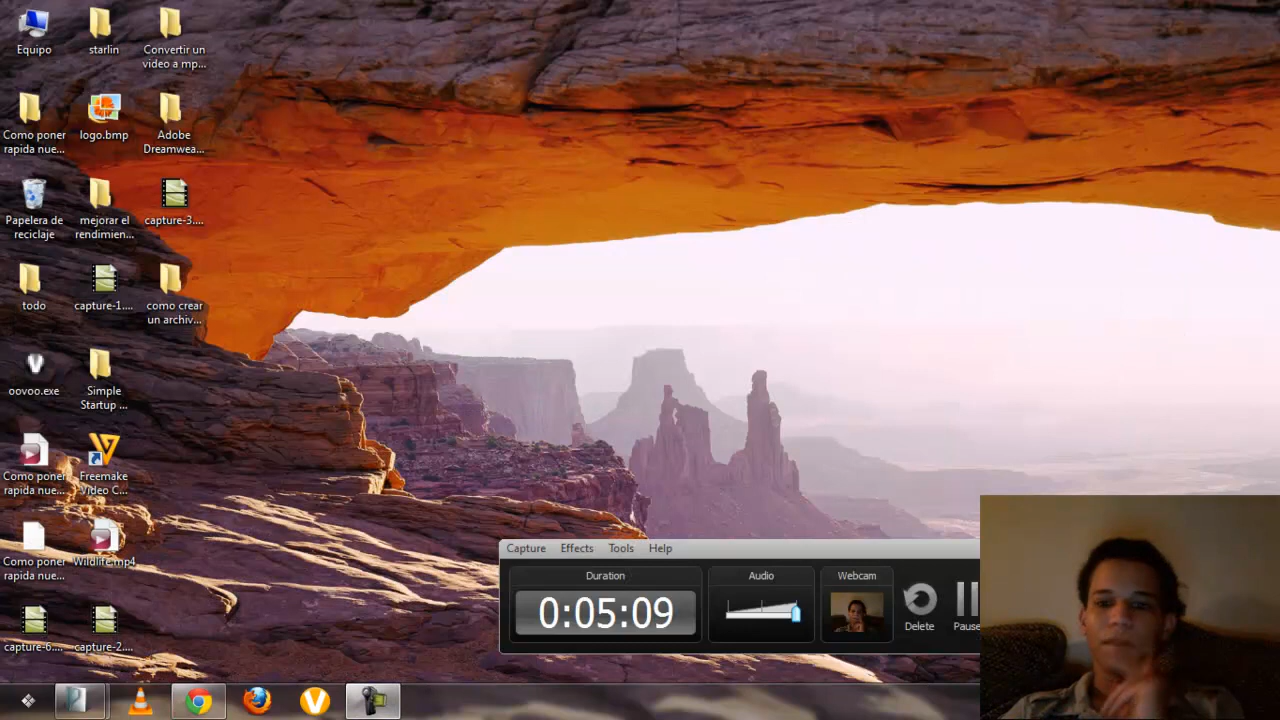 Equipo
starlin
Convertir un
video a mp...
Como poner
rapida nue...
logo.bmp
Adobe
Dreamwea...
Papelera de
reciclaje
mejorar el
rendimien...
capture-3....
todo
capture-1....
como crear
un archiv...
oovoo.exe
Simple
Startup ...
Como poner
rapida nue...
Freemake
Video C...
Como poner
rapida nue...
Wildlife.mp4
capture-6....
capture-2....
Capture Effects Tools Help
Duration
0:05:09
Audio
Webcam
Delete
Pause